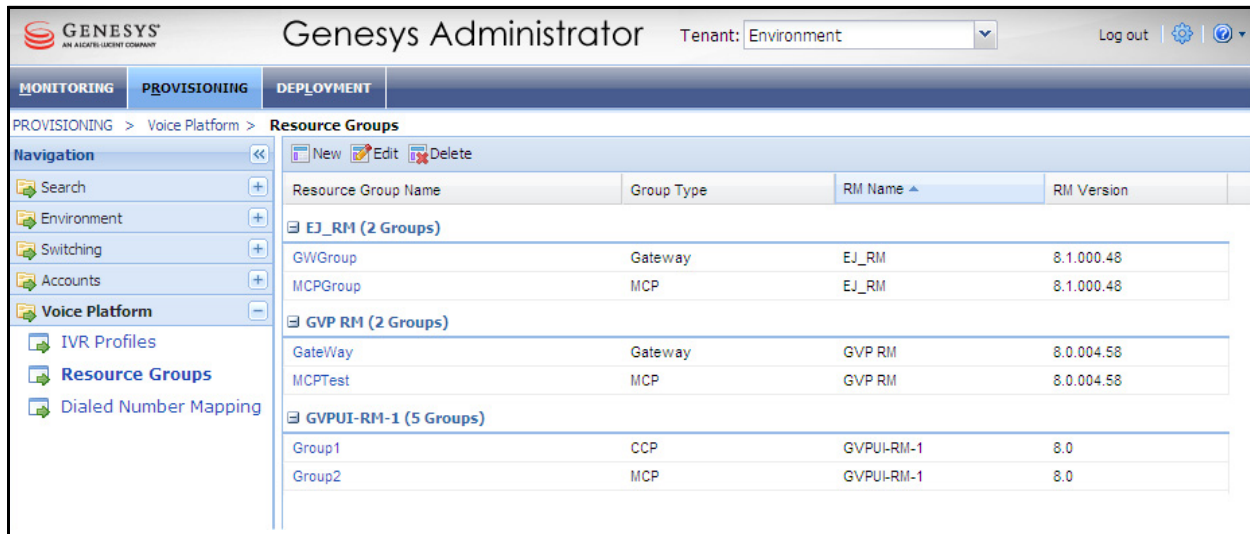 GENESYS
AN ALCATEL-LUCENT COMPANY
Genesys Administrator
Tenant: Environment
Log out
MONITORING PROVISIONING DEPLOYMENT
PROVISIONING > Voice Platform > Resource Groups
Navigation
New Edit Delete
Search
Environment
Switching
Accounts
Voice Platform
IVR Profiles
Resource Groups
Dialed Number Mapping
Resource Group Name Group Type RM Name RM Version
EJ_RM (2 Groups)
GWGroup Gateway EJ_RM 8.1.000.48
MCPGroup MCP EJ_RM 8.1.000.48
GVP RM (2 Groups)
GateWay Gateway GVP RM 8.0.004.58
MCPTest MCP GVP RM 8.0.004.58
GVPUI-RM-1 (5 Groups)
Group1 CCP GVPUI-RM-1 8.0
Group2 MCP GVPUI-RM-1 8.0